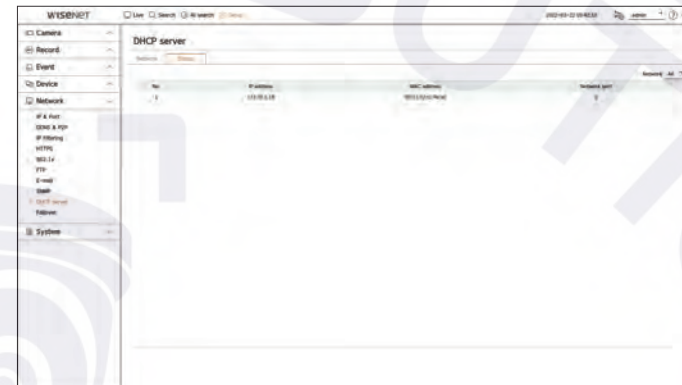 WISENET
Live Search AI search Setup
admin
Camera
Record
Event
Device
Network
IP & Port
DDNS & P2P
IP filtering
HTTPS
802.1x
FTP
E-mail
SNMP
DHCP server
Failover
System
DHCP server
Network Status
Network All
No IP address MAC address Network port
1